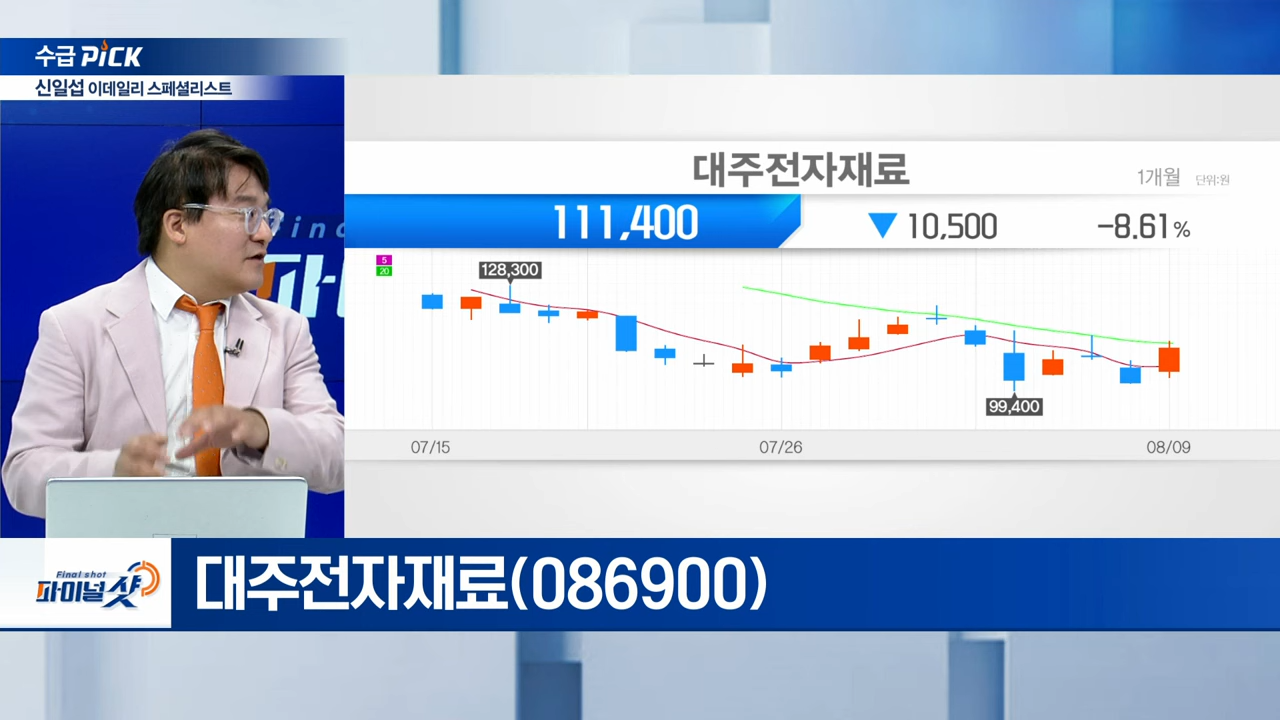 수급 PiCK
신일섭 이데일리 스페셜리스트
Final
파이
대주전자재료
1개월 단위:원
111,400 ▼ 10,500 -8.61%
5
20
128,300
99,400
07/15 07/26 08/09
Final shot
파이널샷
대주전자재료(086900)